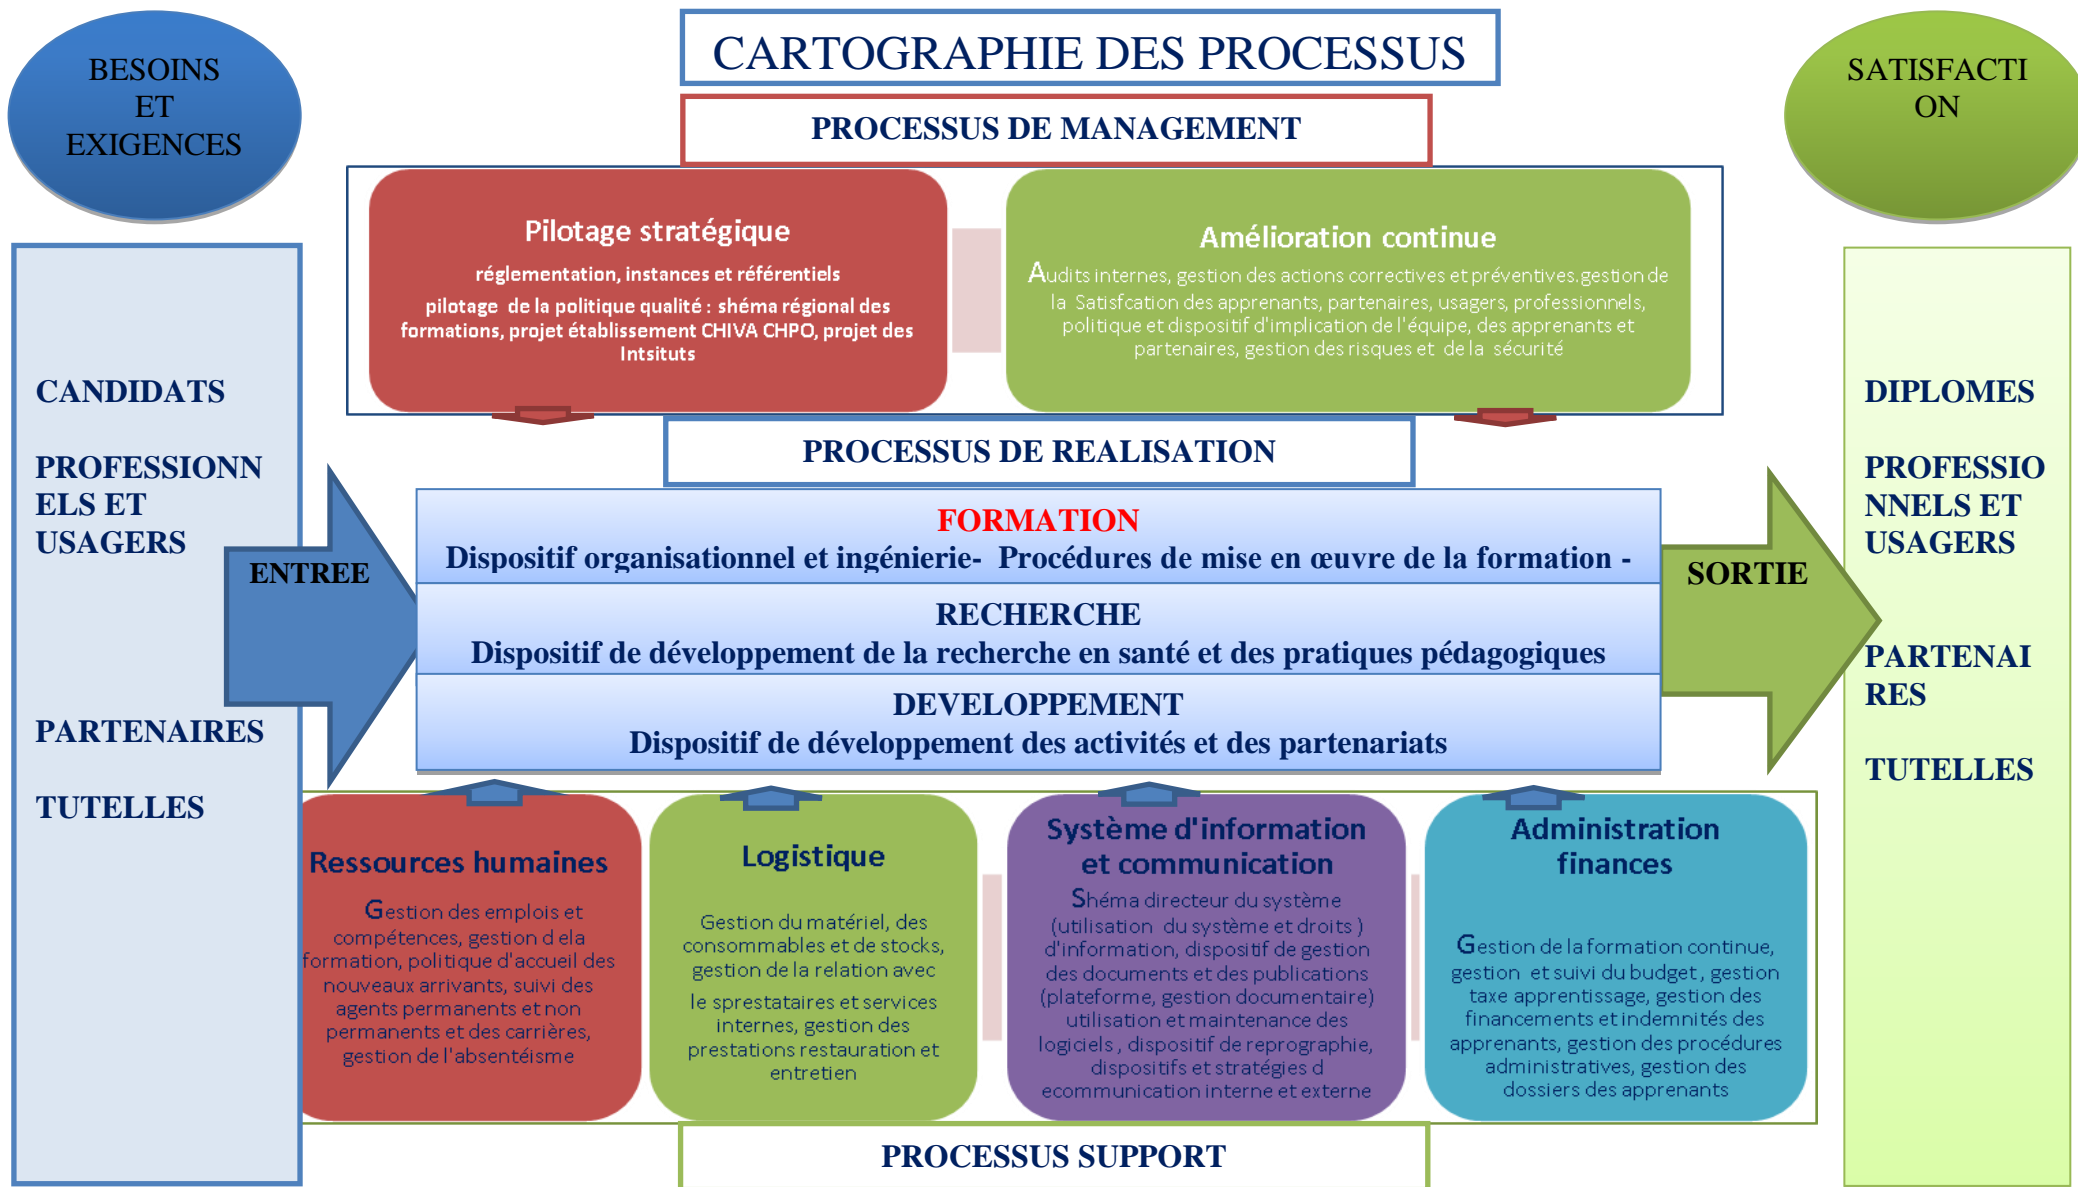 CARTOGRAPHIE DES PROCESSUS
BESOINS
ET
EXIGENCES
SATISFACTI
ON
PROCESSUS DE MANAGEMENT
Pilotage stratégique
réglementation, instances et référentiels
pilotage de la politique qualité : shéma régional des
formations, projet établissement CHIVA CHPO, projet des
Intsituts
Amélioration continue
Audits internes, gestion des actions correctives et préventives.gestion de
la Satisfcation des apprenants, partenaires, usagers, professionnels,
politique et dispositif d'implication de l'équipe, des apprenants et
partenaires, gestion des risques et de la sécurité
CANDIDATS
PROFESSIONN
ELS ET
USAGERS
PARTENAIRES
TUTELLES
ENTREE
PROCESSUS DE REALISATION
FORMATION
Dispositif organisationnel et ingénierie- Procédures de mise en œuvre de la formation -
RECHERCHE
Dispositif de développement de la recherche en santé et des pratiques pédagogiques
DEVELOPPEMENT
Dispositif de développement des activités et des partenariats
SORTIE
DIPLOMES
PROFESSIO
NNELS ET
USAGERS
PARTENAI
RES
TUTELLES
Ressources humaines
Gestion des emplois et
compétences, gestion d ela
formation, politique d'accueil des
nouveaux arrivants, suivi des
agents permanents et non
permanents et des carrières,
gestion de l'absentéisme
Logistique
Gestion du matériel, des
consommables et de stocks,
gestion de la relation avec
le sprestataires et services
internes, gestion des
prestations restauration et
entretien
Système d'information
et communication
Shéma directeur du système
(utilisation du système et droits )
d'information, dispositif de gestion
des documents et des publications
(plateforme, gestion documentaire)
utilisation et maintenance des
logiciels , dispositif de reprographie,
dispositifs et stratégies d
ecommunication interne et externe
Administration
finances
Gestion de la formation continue,
gestion et suivi du budget , gestion
taxe apprentissage, gestion des
financements et indemnités des
apprenants, gestion des procédures
administratives, gestion des
dossiers des apprenants
PROCESSUS SUPPORT